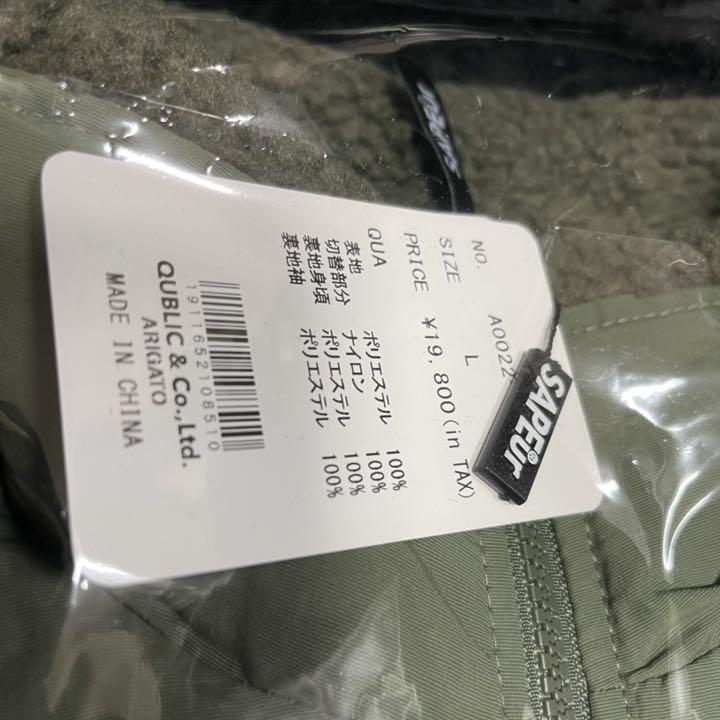 NO. A0022
SIZE L
PRICE ¥19,800(in TAX)
QUA
表地 ポリエステル 100%
切替部分 ナイロン 100%
裏地身頃 ポリエステル 100%
裏地袖 ポリエステル 100%
1911652108510
QUBLIC & Co.,Ltd.
ARIGATO
MADE IN CHINA
SAPEur